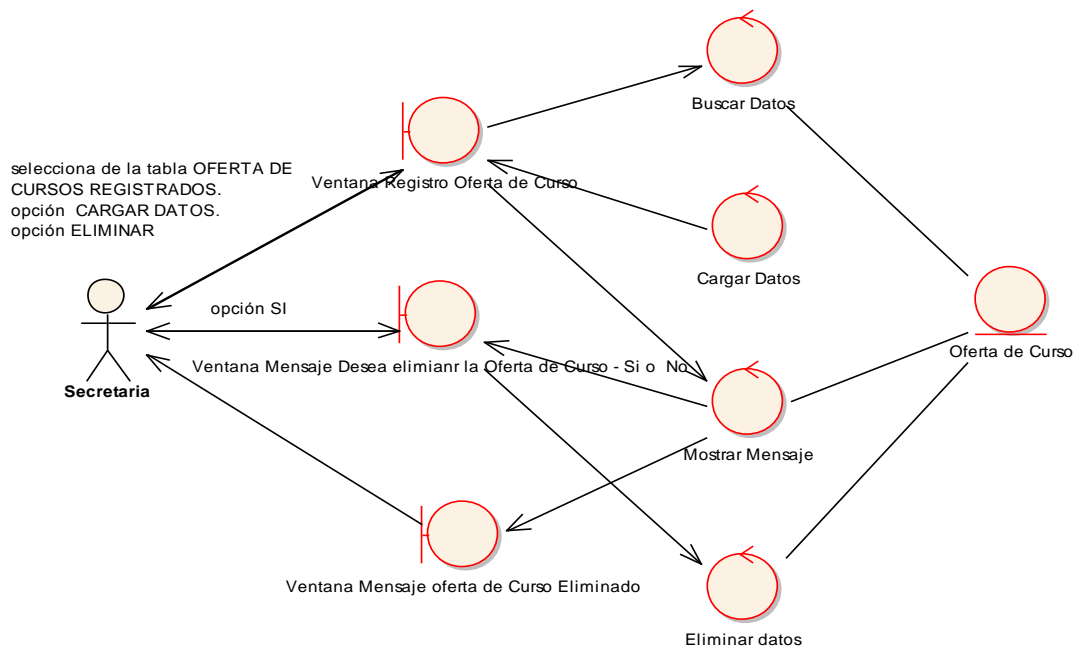 Buscar Datos
selecciona de la tabla OFERTA DE
CURSOS REGISTRADOS.
opción CARGAR DATOS.
opción ELIMINAR
Ventana Registro Oferta de Curso
Cargar Datos
opción SI
Oferta de Curso
Ventana Mensaje Desea elimianr la Oferta de Curso - Si o No
Secretaria
Mostrar Mensaje
Ventana Mensaje oferta de Curso Eliminado
Eliminar datos